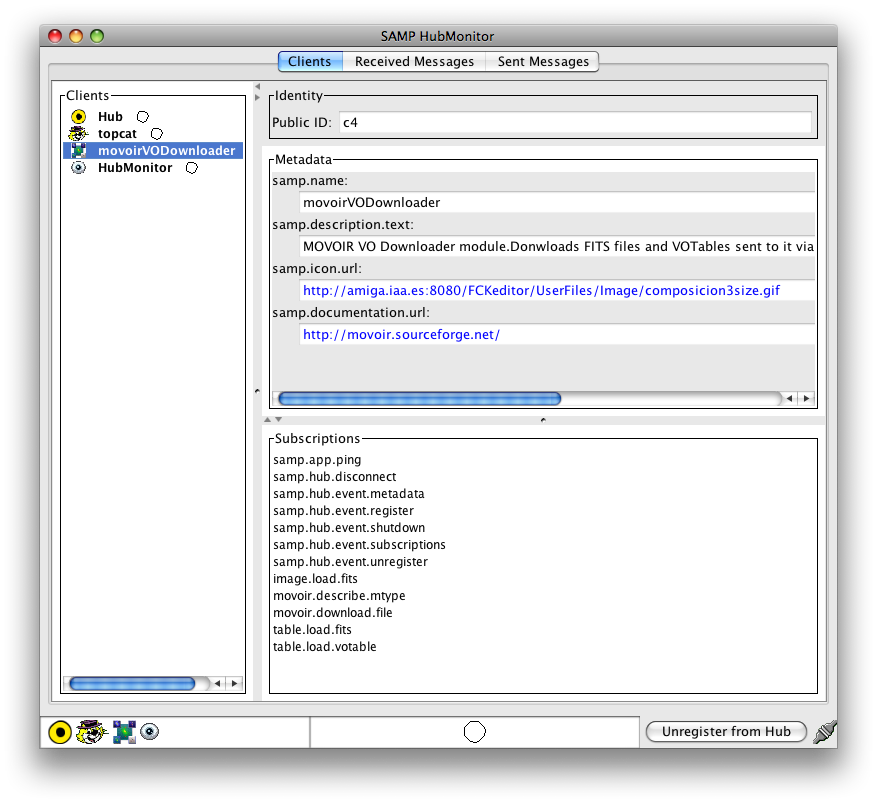 SAMP HubMonitor
Clients Received Messages Sent Messages
Clients
Hub
topcat
movoirVODownloader
HubMonitor
Identity
Public ID: c4
Metadata
samp.name:
movoirVODownloader
samp.description.text:
MOVOIR VO Downloader module.Donwloads FITS files and VOTables sent to it via
samp.icon.url:
http://amiga.iaa.es:8080/FCKeditor/UserFiles/Image/composicion3size.gif
samp.documentation.url:
http://movoir.sourceforge.net/
Subscriptions
samp.app.ping
samp.hub.disconnect
samp.hub.event.metadata
samp.hub.event.register
samp.hub.event.shutdown
samp.hub.event.subscriptions
samp.hub.event.unregister
image.load.fits
movoir.describe.mtype
movoir.download.file
table.load.fits
table.load.votable
Unregister from Hub